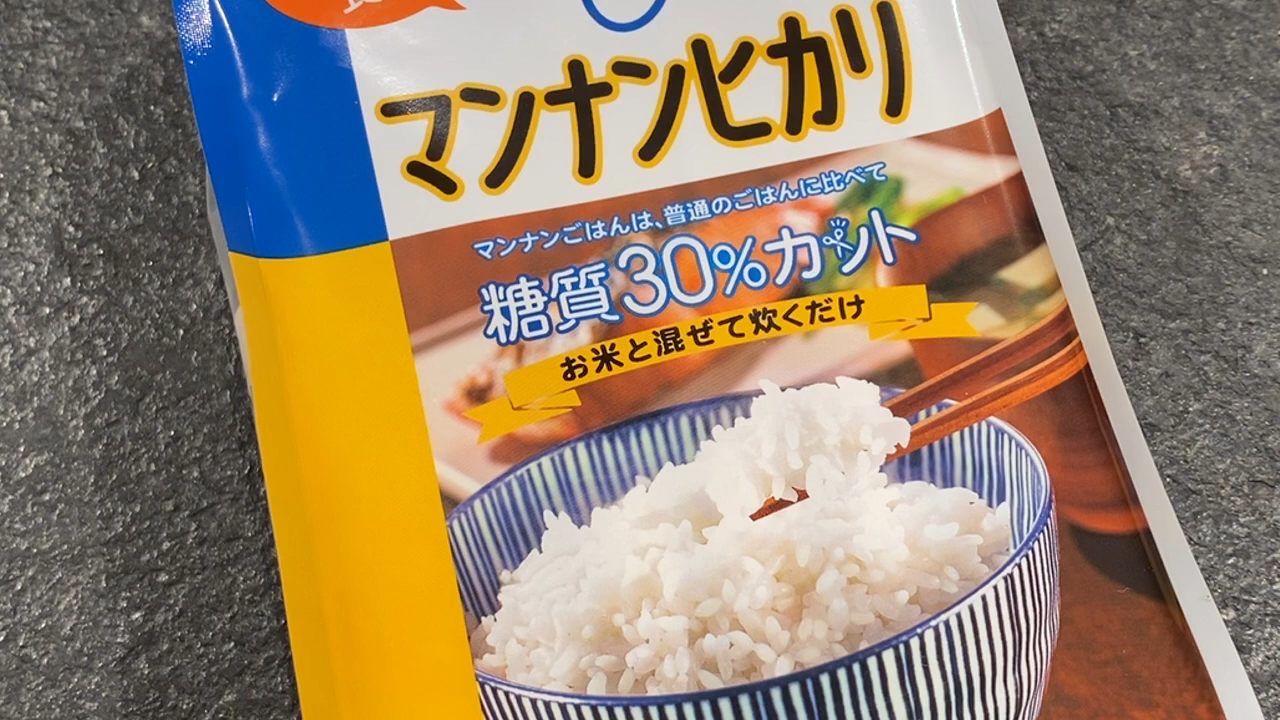 マンナンヒカリ
マンナンごはんは、普通のごはんに比べて
糖質30%カット
お米と混ぜて炊くだけ